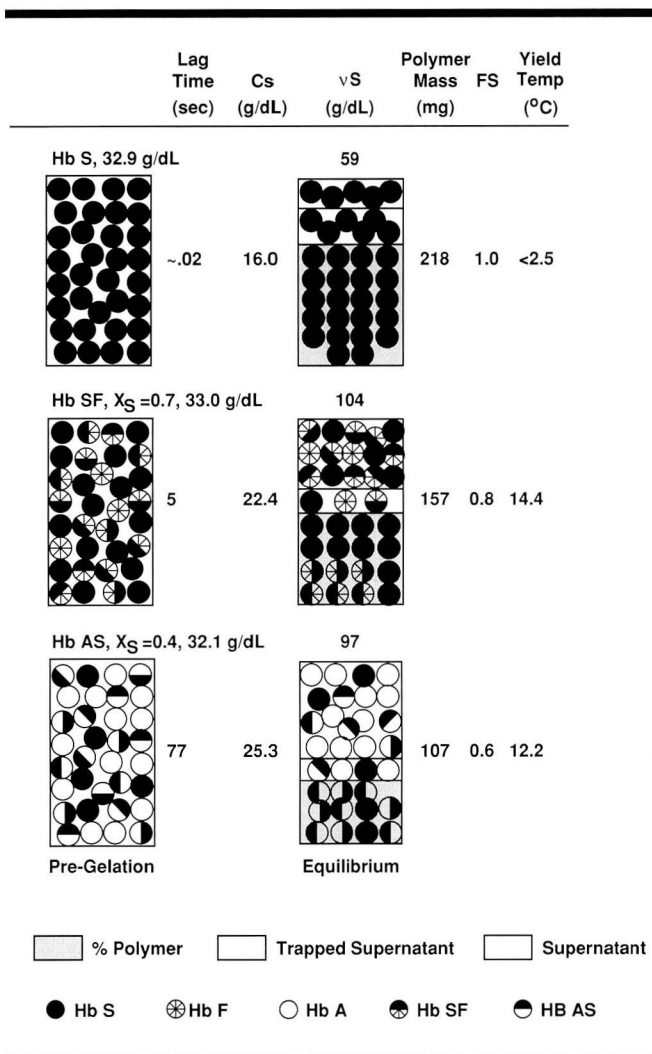 Lag Time (sec)
Cs (g/dL)
νS (g/dL)
Polymer Mass (mg)
FS
Yield Temp (°C)
Hb S, 32.9 g/dL 59
~.02 16.0 218 1.0 <2.5
Hb SF, XS =0.7, 33.0 g/dL 104
5 22.4 157 0.8 14.4
Hb AS, XS =0.4, 32.1 g/dL 97
77 25.3 107 0.6 12.2
Pre-Gelation Equilibrium
% Polymer Trapped Supernatant Supernatant
Hb S Hb F Hb A Hb SF HB AS